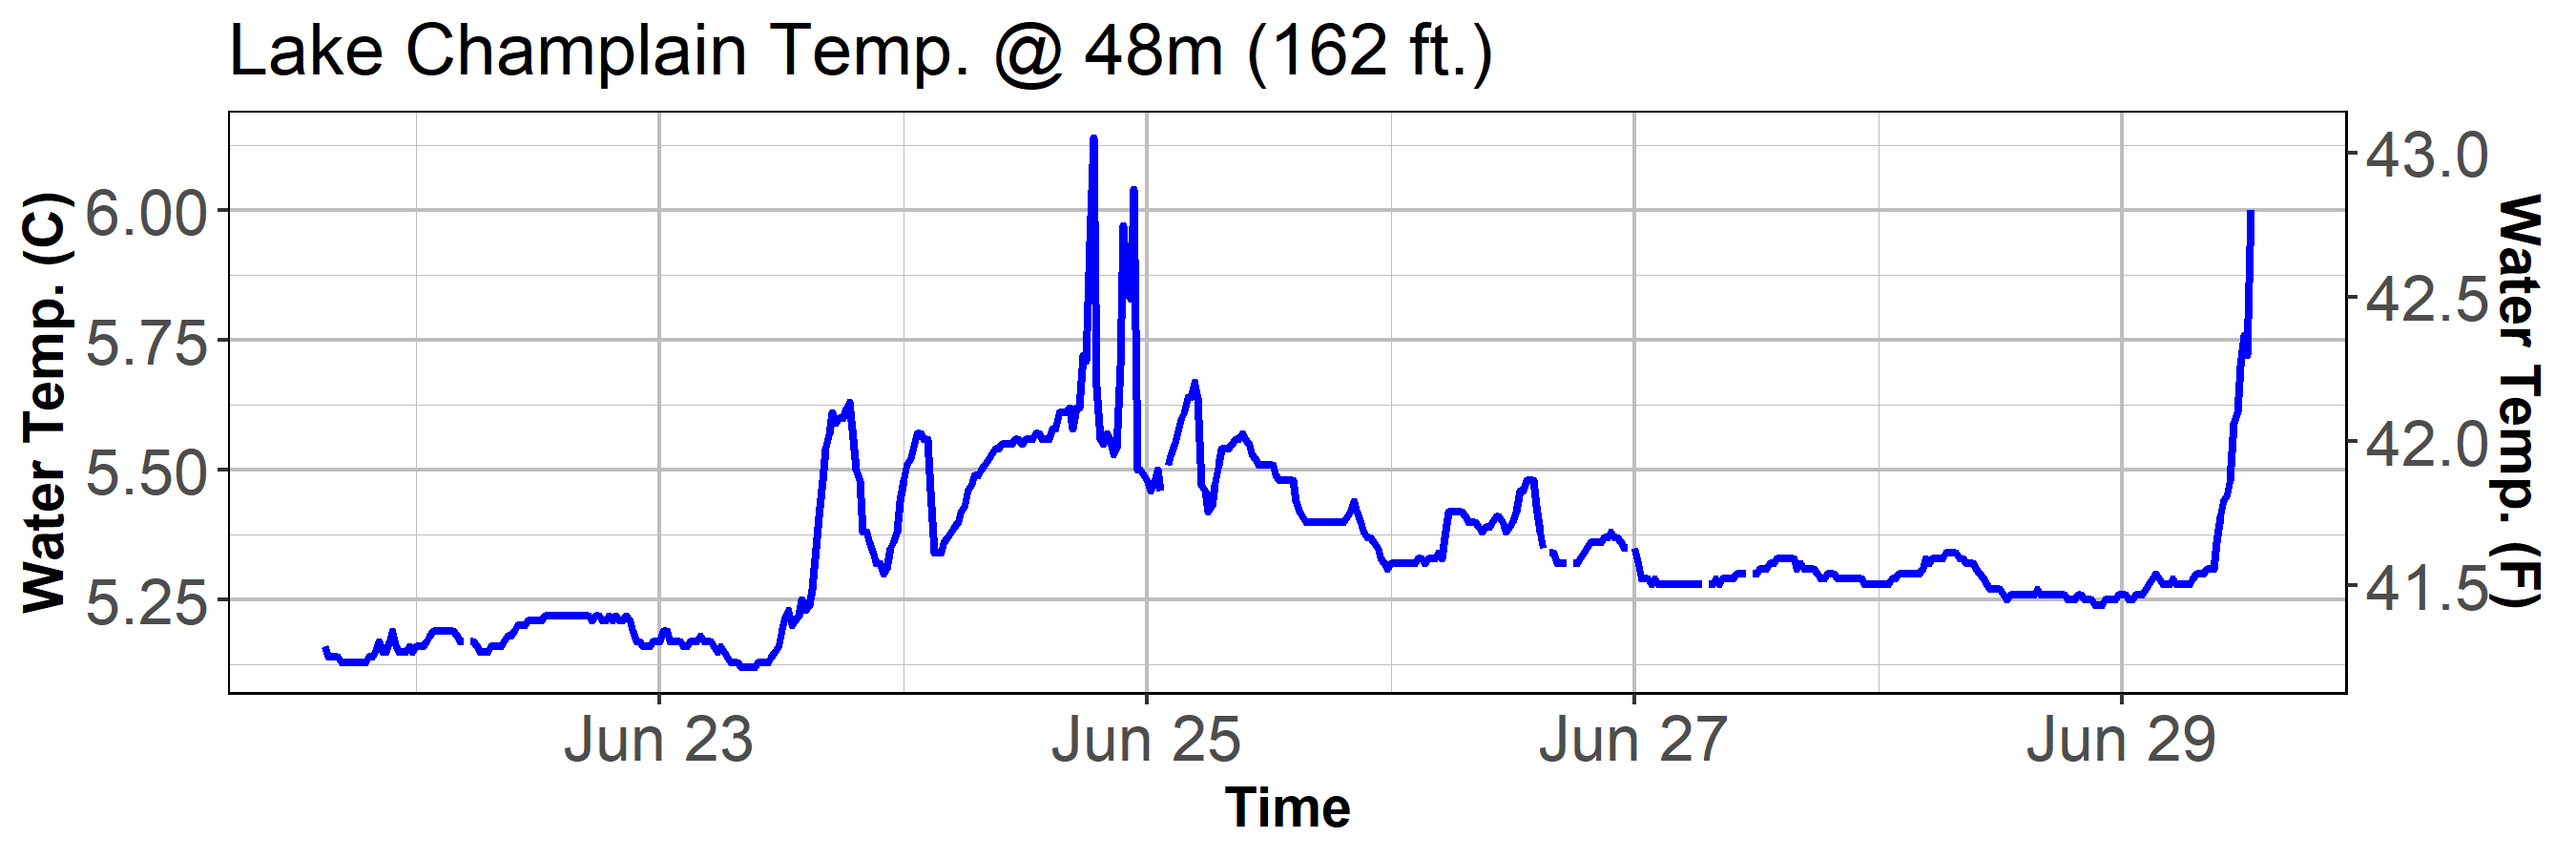 Lake Champlain Temp. @ 48m (162 ft.)
Water Temp. (C)
6.00
5.75
5.50
5.25
43.0
42.5
42.0
41.5
Water Temp. (F)
Jun 23 Jun 25 Jun 27 Jun 29
Time